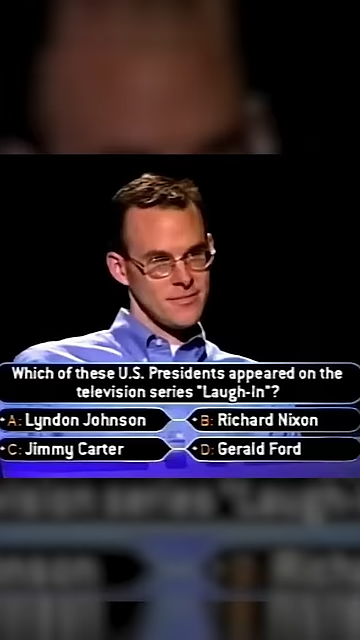 Which of these U.S. Presidents appeared on the
television series "Laugh-In"?
A: Lyndon Johnson
B: Richard Nixon
C: Jimmy Carter
D: Gerald Ford